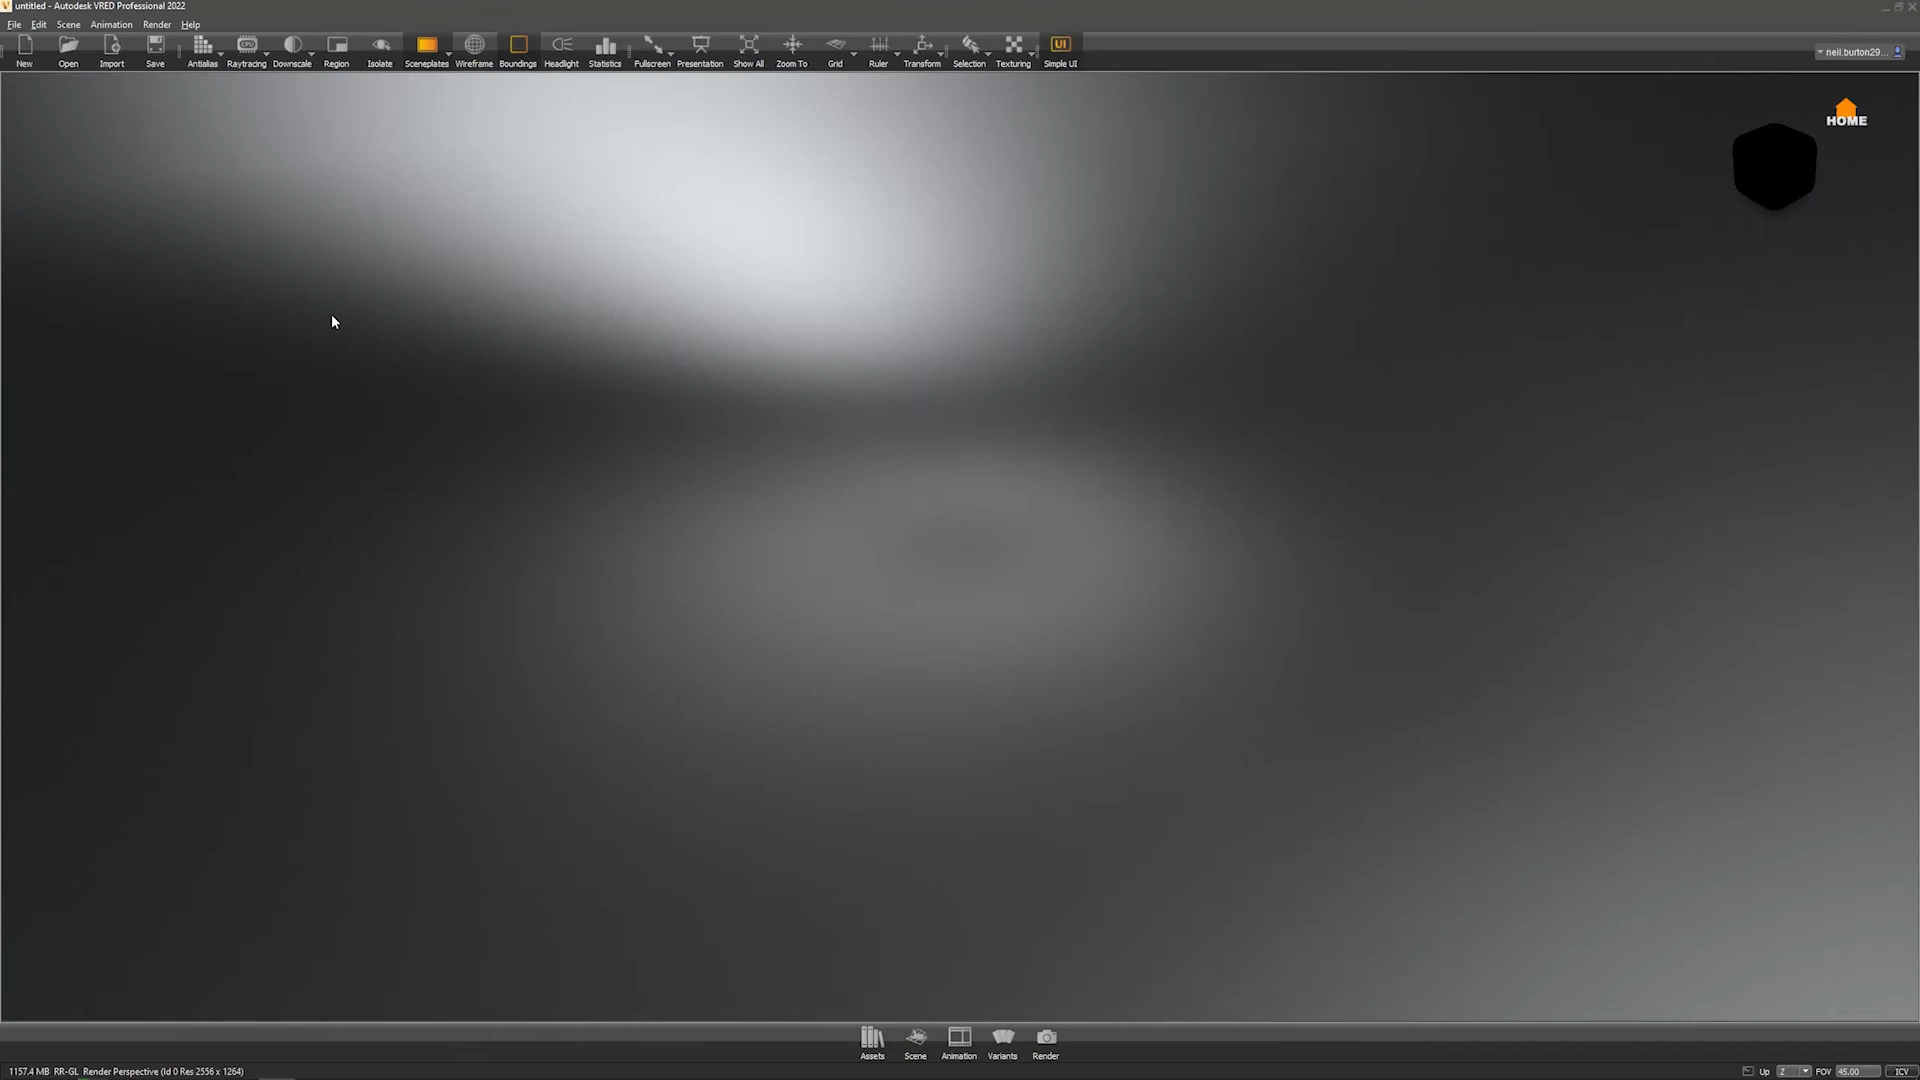 untitled - Autodesk VRED Professional 2022
File Edit Scene Animation Render Help
CPU UI
New Open Import Save Antialias Raytracing Downscale Region Isolate Sceneplates Wireframe Boundings Headlight Statistics Fullscreen Presentation Show All Zoom To Grid Ruler Transform Selection Texturing Simple UI
neil.burton29...
HOME
Assets Scene Animation Variants Render
1157.4 MB RR-GL Render Perspective (Id 0 Res 2556 x 1264) Up Z FOV 45.00 ICV